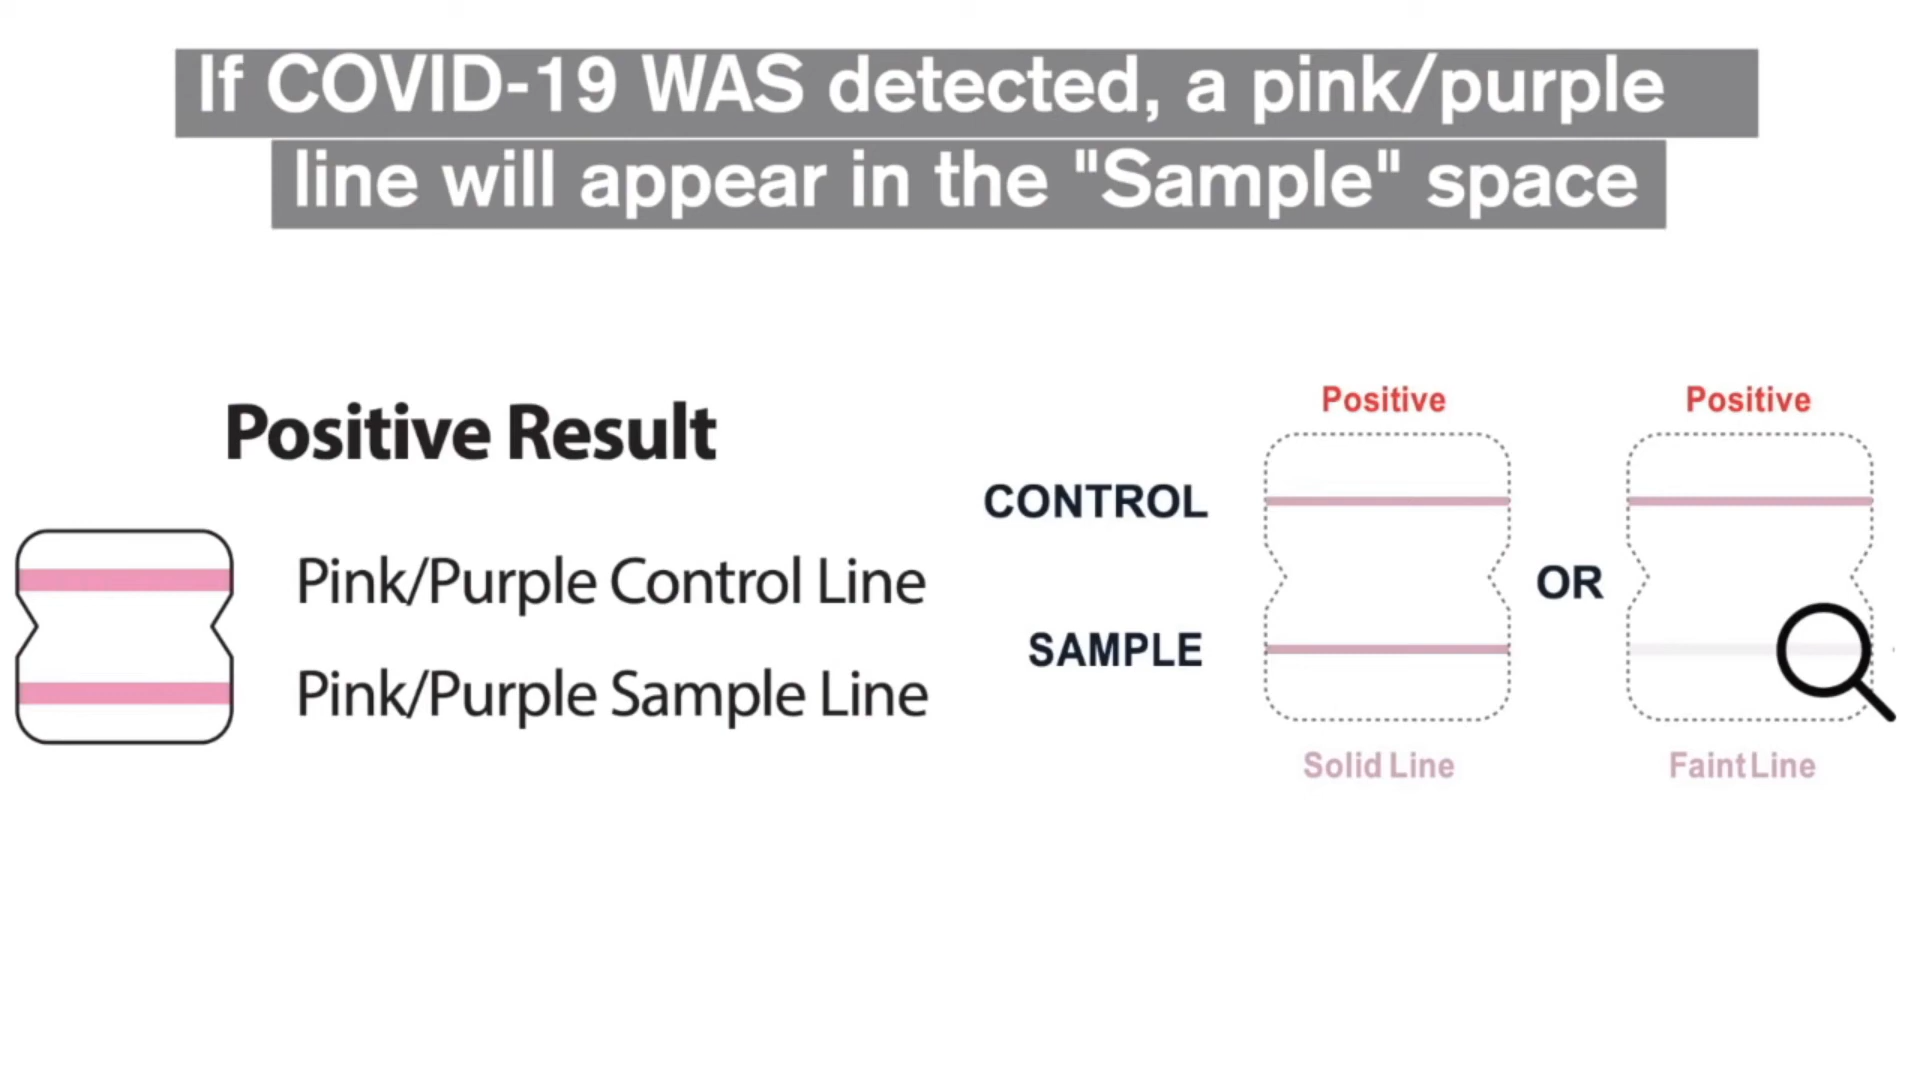 If COVID-19 WAS detected, a pink/purple
line will appear in the "Sample" space
Positive Result
Pink/Purple Control Line
Pink/Purple Sample Line
Positive
Positive
CONTROL
OR
SAMPLE
Solid Line
Faint Line